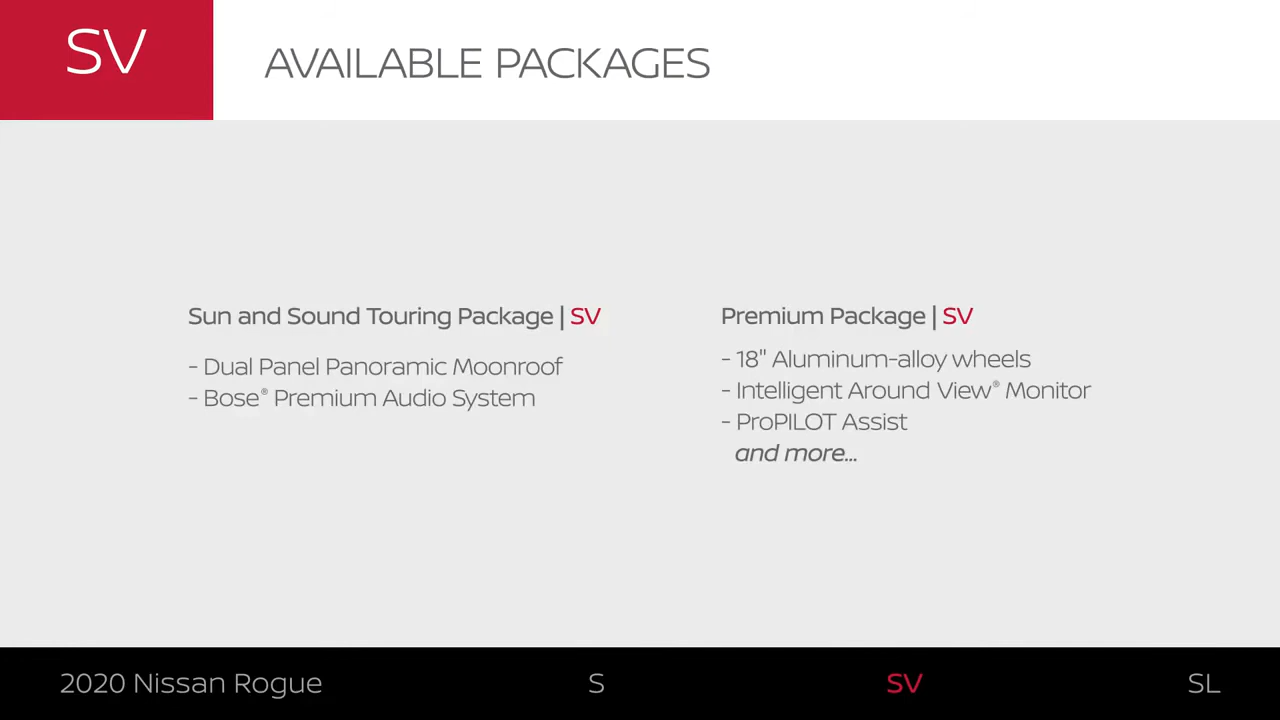 SV
AVAILABLE PACKAGES
Sun and Sound Touring Package | SV
- Dual Panel Panoramic Moonroof
- Bose® Premium Audio System
Premium Package | SV
- 18" Aluminum-alloy wheels
- Intelligent Around View® Monitor
- ProPILOT Assist
and more...
2020 Nissan Rogue
S
SV
SL